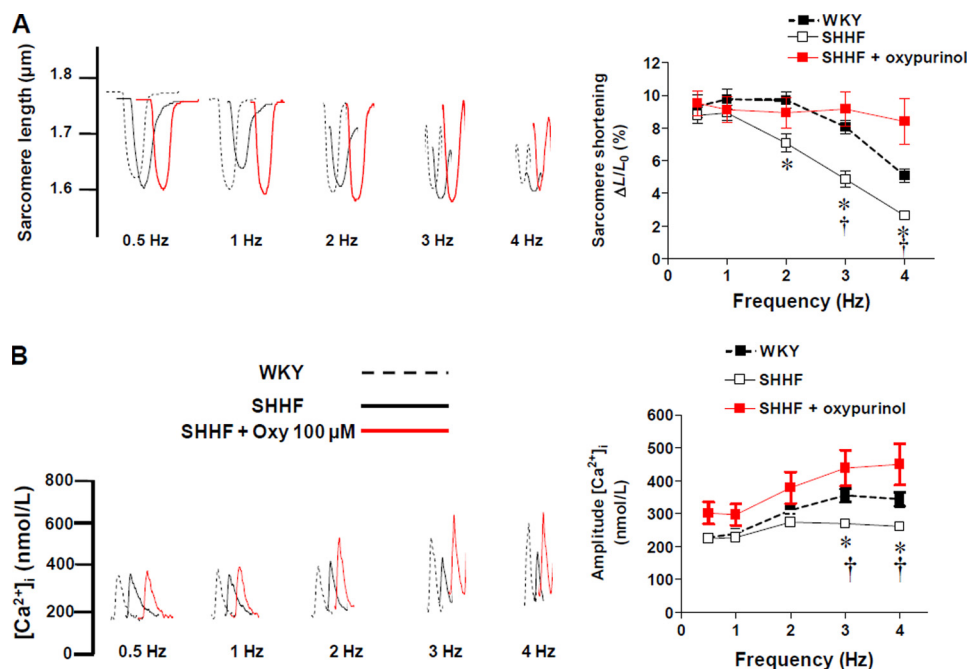 A
Sarcomere length (μm)
1.8
1.7
1.6
0.5 Hz
1 Hz
2 Hz
3 Hz
4 Hz
WKY
SHHF
SHHF + oxypurinol
Sarcomere shortening
ΔL/L0 (%)
12
10
8
6
4
2
0
*
*
†
*
†
0
1
2
3
4
Frequency (Hz)
B
WKY
SHHF
SHHF + Oxy 100 μM
[Ca²⁺]i (nmol/L)
800
600
400
200
0
0.5 Hz
1 Hz
2 Hz
3 Hz
4 Hz
WKY
SHHF
SHHF + oxypurinol
Amplitude [Ca²⁺]i
(nmol/L)
600
500
400
300
200
100
0
*
†
*
†
0
1
2
3
4
Frequency (Hz)